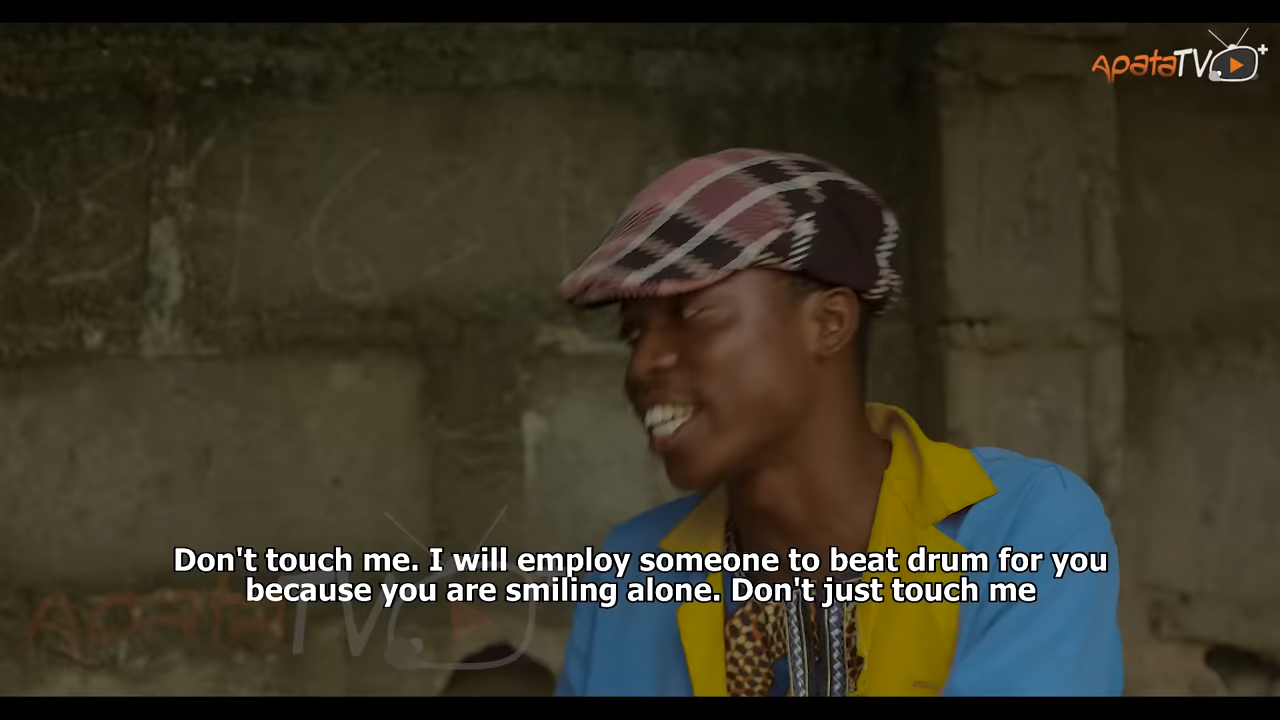 ApataTV+
Don't touch me. I will employ someone to beat drum for you
because you are smiling alone. Don't just touch me
ApataTV